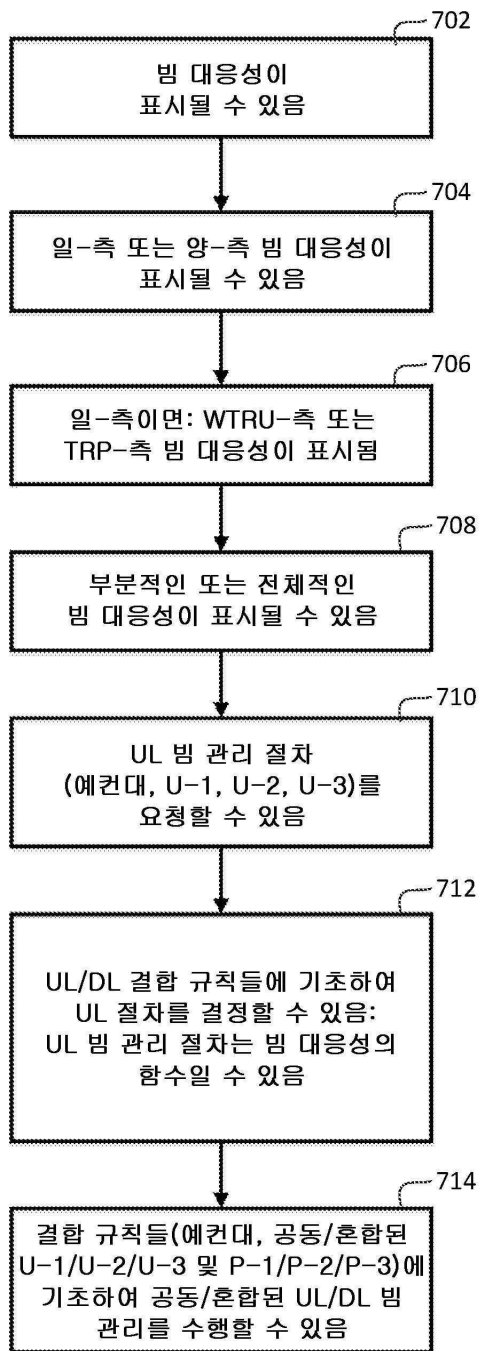 702
빔 대응성이
표시될 수 있음
704
일-측 또는 양-측 빔 대응성이
표시될 수 있음
706
일-측이면: WTRU-측 또는
TRP-측 빔 대응성이 표시됨
708
부분적인 또는 전체적인
빔 대응성이 표시될 수 있음
710
UL 빔 관리 절차
(예컨대, U-1, U-2, U-3)를
요청할 수 있음
712
UL/DL 결합 규칙들에 기초하여
UL 절차를 결정할 수 있음:
UL 빔 관리 절차는 빔 대응성의
함수일 수 있음
714
결합 규칙들(예컨대, 공동/혼합된
U-1/U-2/U-3 및 P-1/P-2/P-3)에
기초하여 공동/혼합된 UL/DL 빔
관리를 수행할 수 있음